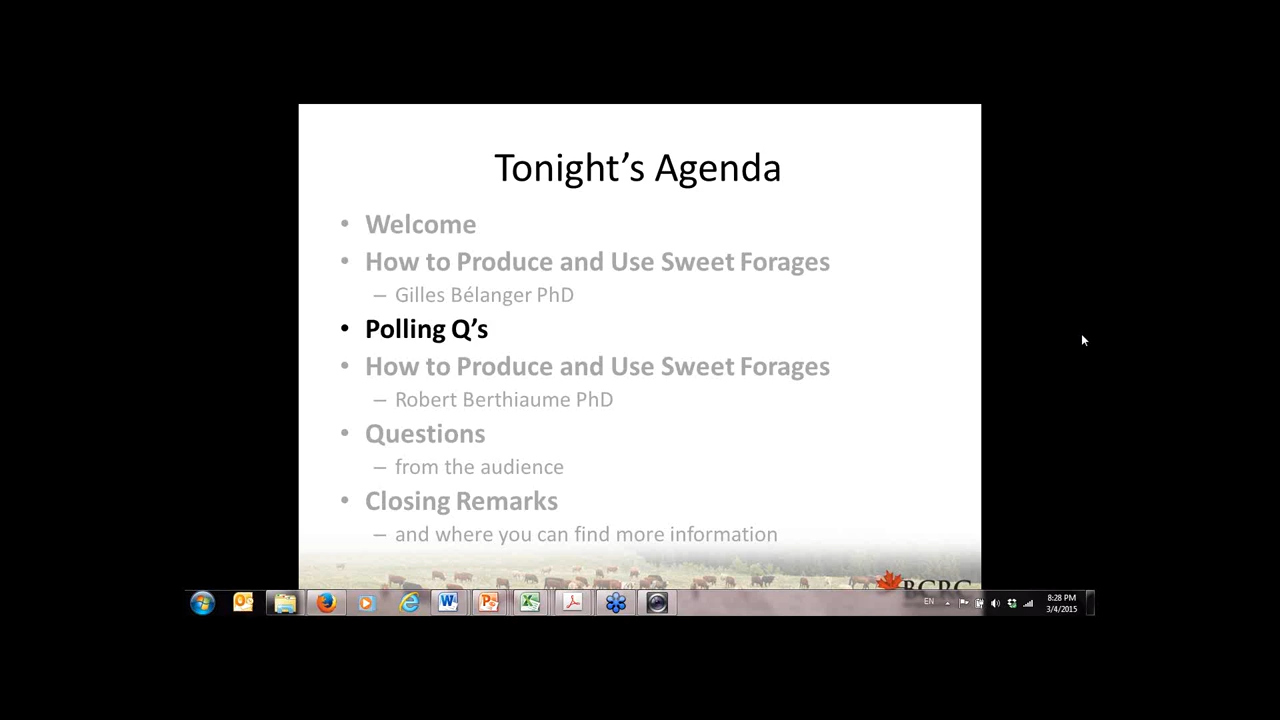 Tonight's Agenda
• Welcome
• How to Produce and Use Sweet Forages
– Gilles Bélanger PhD
• Polling Q's
• How to Produce and Use Sweet Forages
– Robert Berthiaume PhD
• Questions
– from the audience
• Closing Remarks
– and where you can find more information
BCRC
EN
8:28 PM
3/4/2015